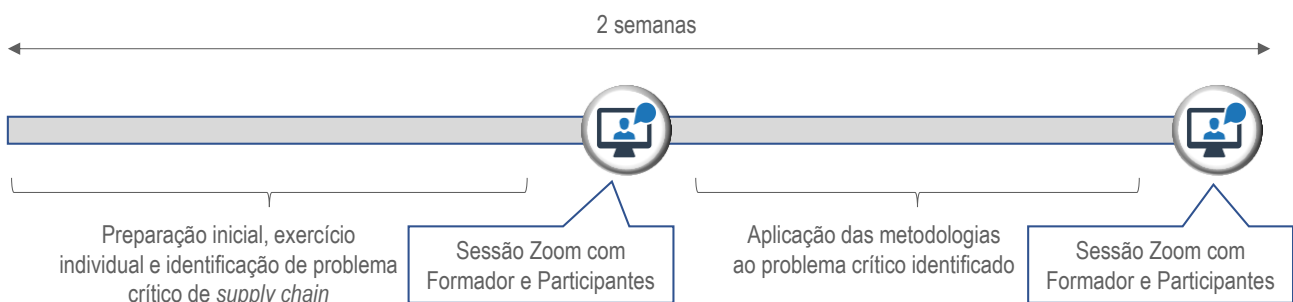 2 semanas
Preparação inicial, exercício
individual e identificação de problema
crítico de supply chain
Sessão Zoom com
Formador e Participantes
Aplicação das metodologias
ao problema crítico identificado
Sessão Zoom com
Formador e Participantes